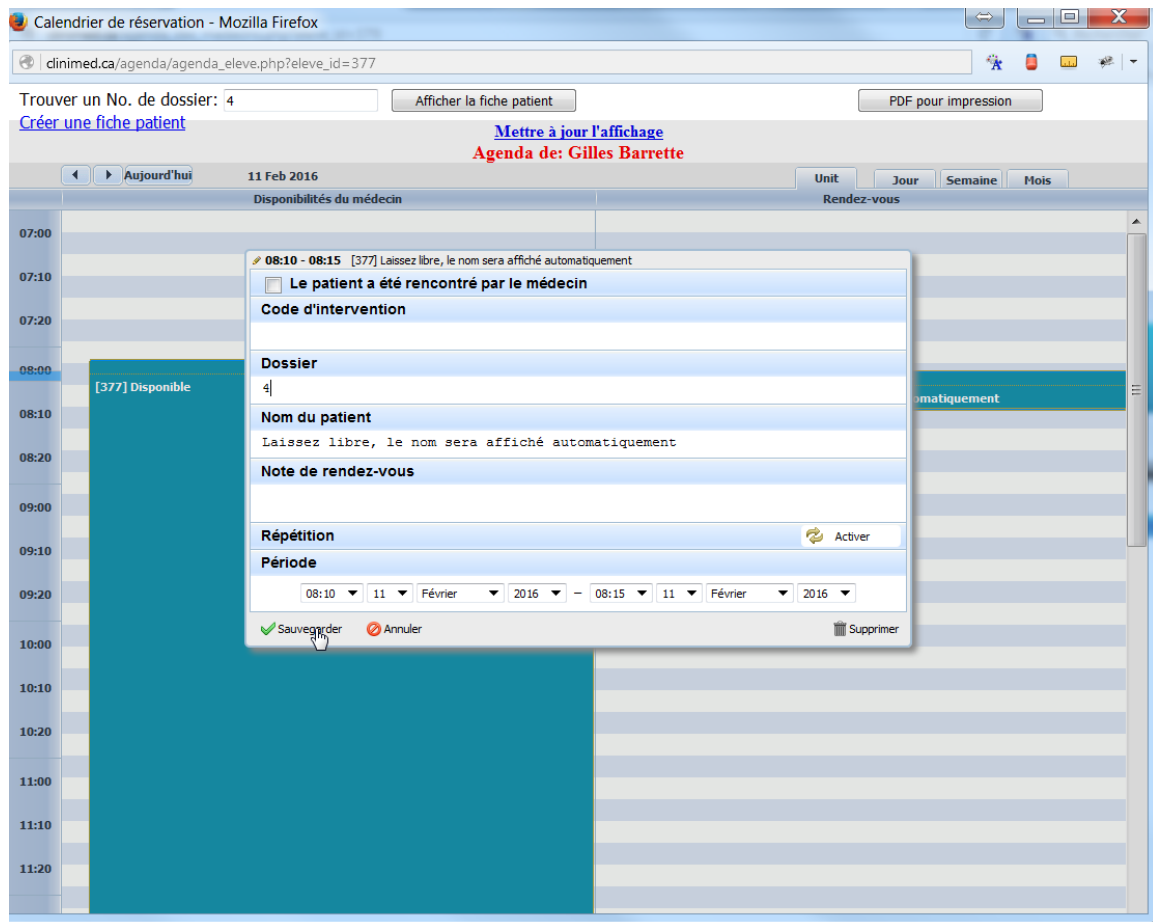 Calendrier de réservation - Mozilla Firefox
clinimed.ca/agenda/agenda_eleve.php?eleve_id=377
Trouver un No. de dossier: 4 Afficher la fiche patient PDF pour impression
Créer une fiche patient
Mettre à jour l'affichage
Agenda de: Gilles Barrette
Aujourd'hui 11 Feb 2016 Unit Jour Semaine Mois
Disponibilités du médecin Rendez-vous
07:00
08:10 - 08:15 [377] Laissez libre, le nom sera affiché automatiquement
07:10 Le patient a été rencontré par le médecin
Code d'intervention
07:20
Dossier
08:00
[377] Disponible 4 omatiquement
08:10 Nom du patient
Laissez libre, le nom sera affiché automatiquement
08:20
Note de rendez-vous
09:00
Répétition Activer
09:10
Période
09:20 08:10 11 Février 2016 – 08:15 11 Février 2016
Sauvegarder Annuler Supprimer
10:00
10:10
10:20
11:00
11:10
11:20